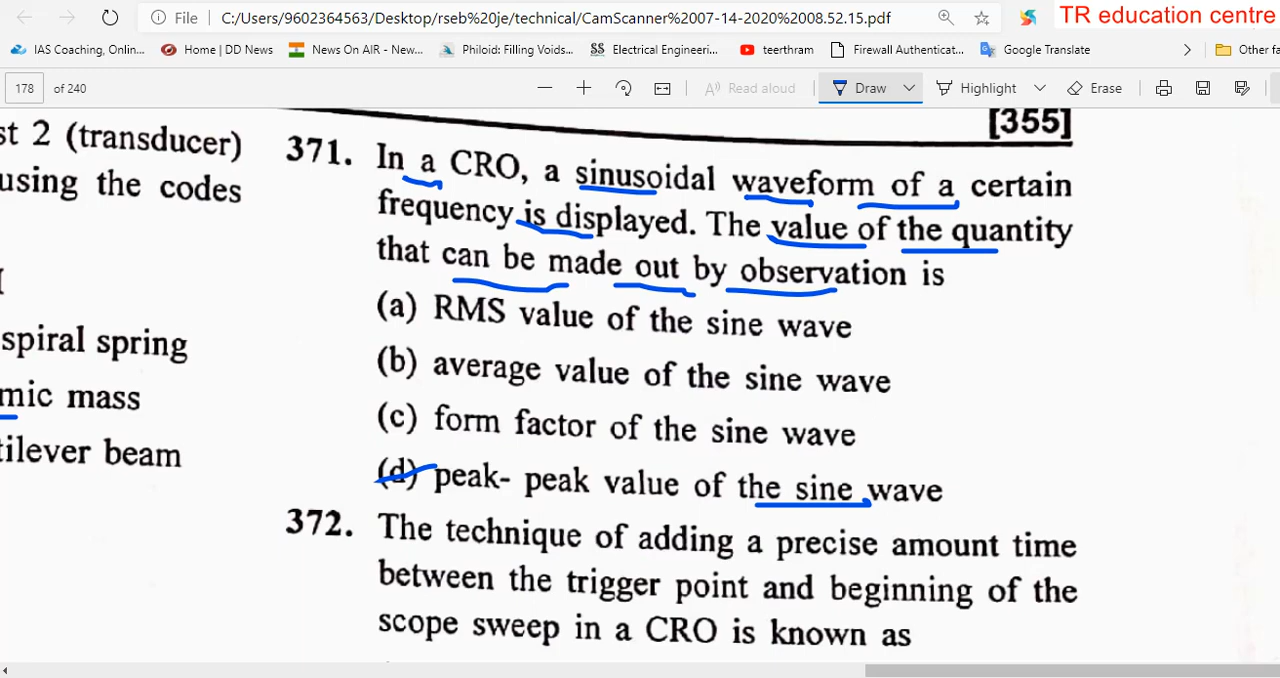 File C:/Users/9602364563/Desktop/rseb%20je/technical/CamScanner%2007-14-2020%2008.52.15.pdf
TR education centre
IAS Coaching, Onlin... Home | DD News News On AIR - New... Philoid: Filling Voids... Electrical Engineeri... teerthram Firewall Authenticat... Google Translate Other fa
178 of 240 Read aloud Draw Highlight Erase
[355]
st 2 (transducer)
using the codes
spiral spring
mic mass
tilever beam
371. In a CRO, a sinusoidal waveform of a certain
frequency is displayed. The value of the quantity
that can be made out by observation is
(a) RMS value of the sine wave
(b) average value of the sine wave
(c) form factor of the sine wave
(d) peak- peak value of the sine wave
372. The technique of adding a precise amount time
between the trigger point and beginning of the
scope sweep in a CRO is known as